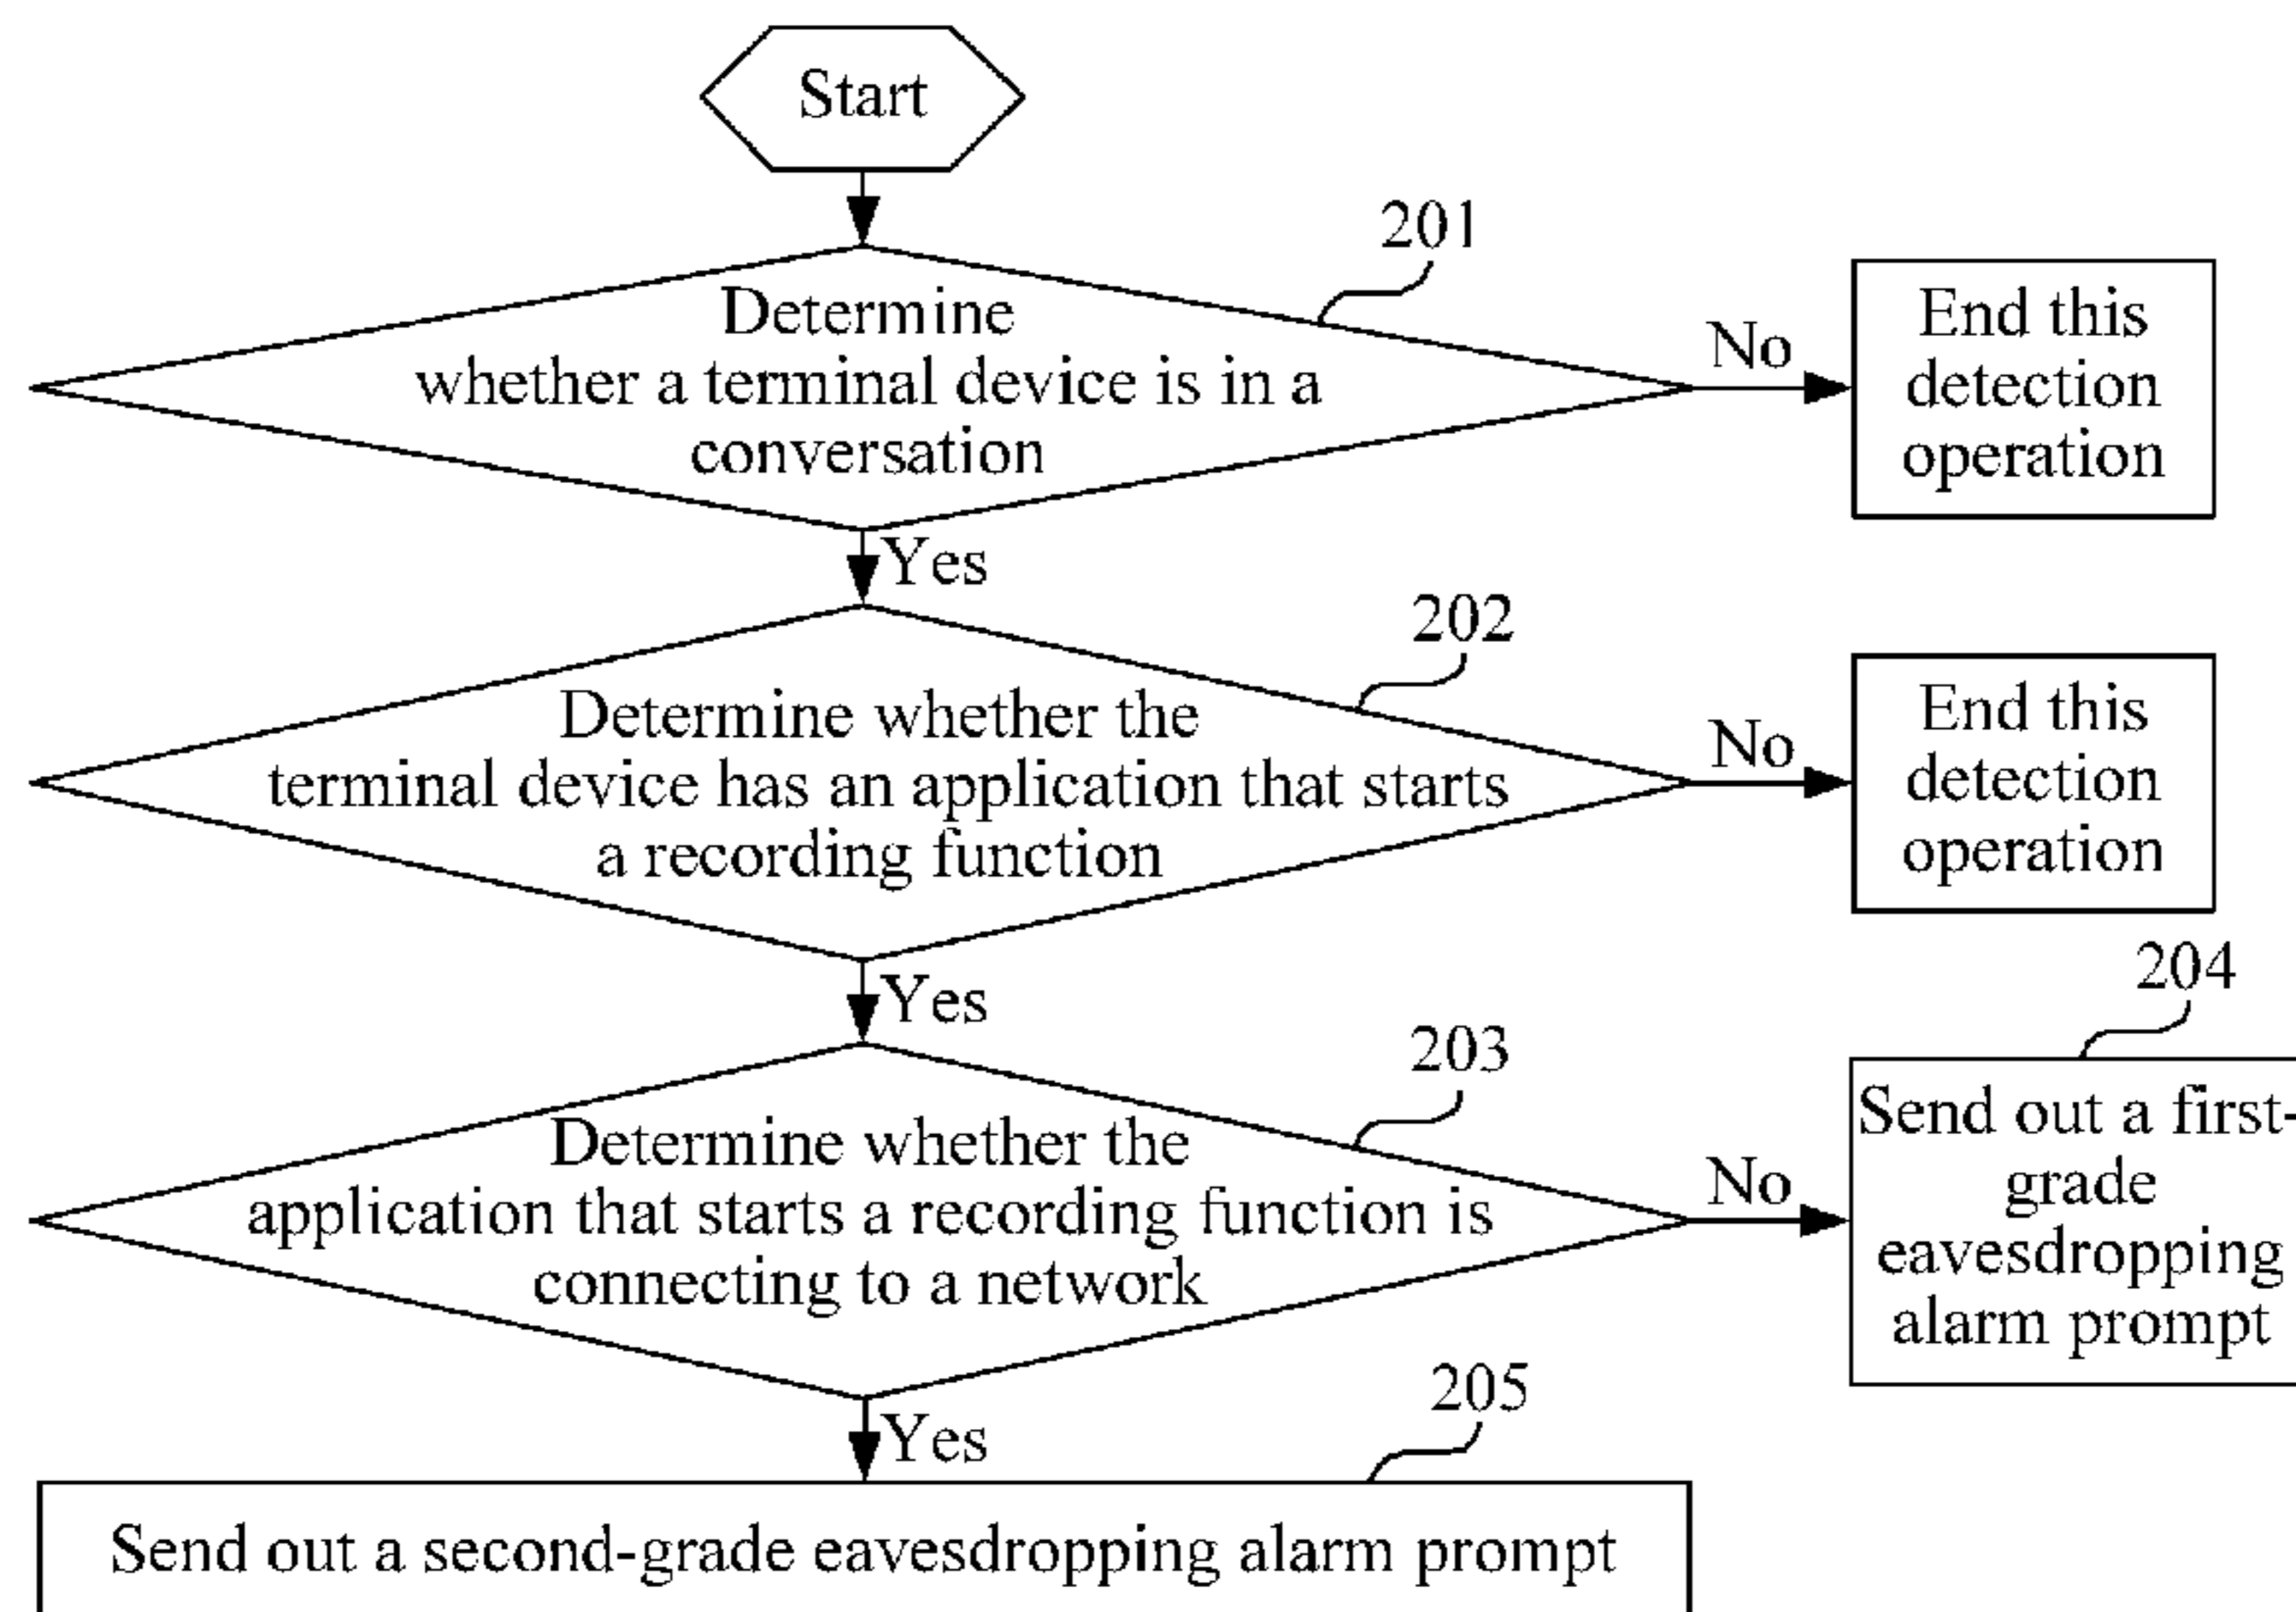 Start
201
Determine
whether a terminal device is in a
conversation
No
End this
detection
operation
Yes
202
Determine whether the
terminal device has an application that starts
a recording function
No
End this
detection
operation
Yes
203
Determine whether the
application that starts a recording function is
connecting to a network
No
204
Send out a first-
grade
eavesdropping
alarm prompt
Yes
205
Send out a second-grade eavesdropping alarm prompt